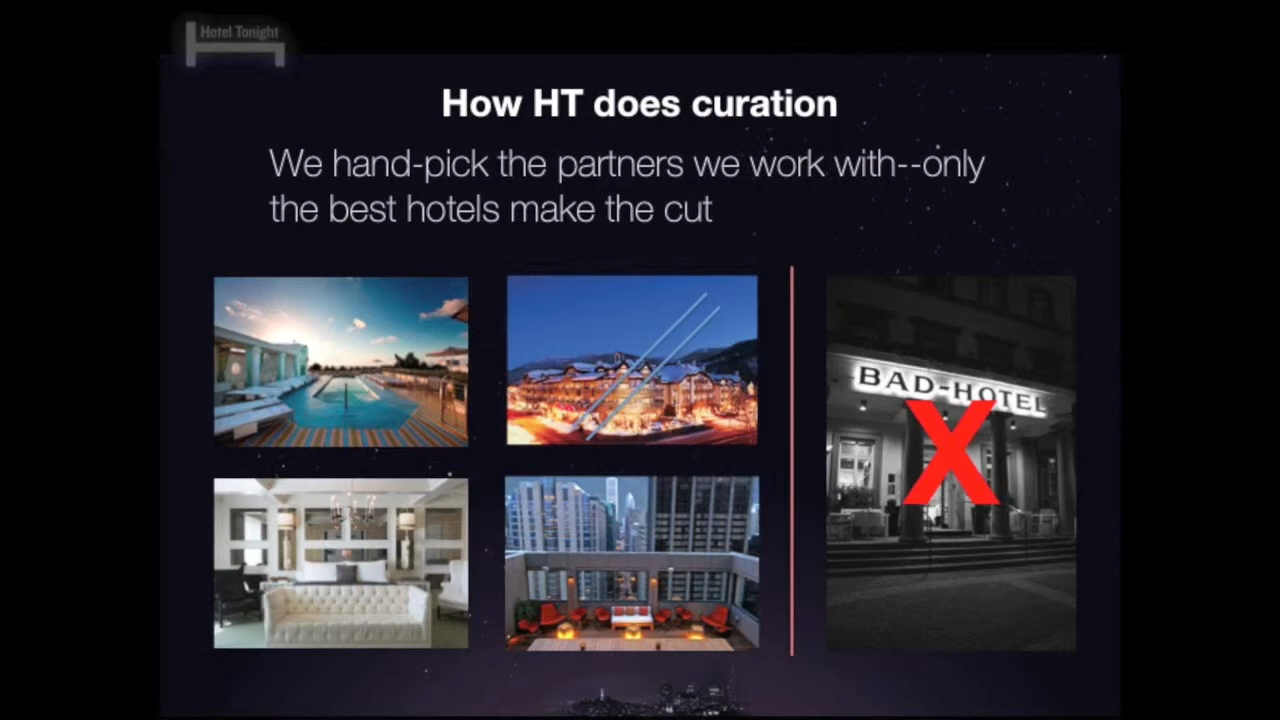 Hotel Tonight
How HT does curation
We hand-pick the partners we work with--only
the best hotels make the cut
BAD-HOTEL
X